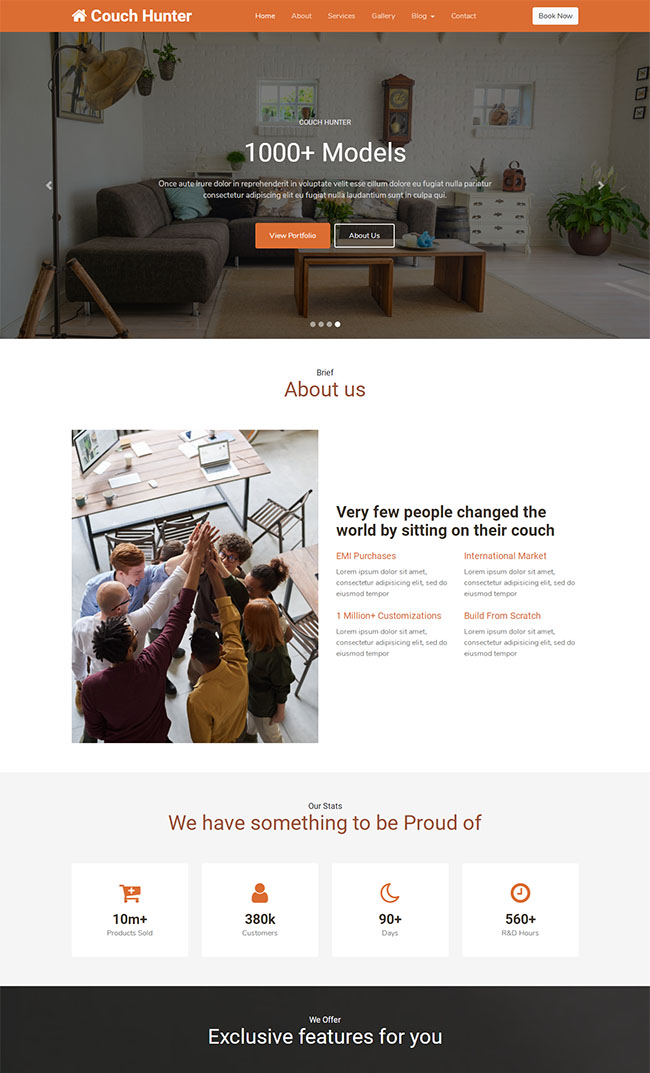 Couch Hunter
Home About Services Gallery Blog Contact
Book Now
COUCH HUNTER
1000+ Models
Once aute irure dolor in reprehenderit in voluptate velit esse cillum dolore eu fugiat nulla pariatur
consectetur adipiscing elit eu fugiat nulla laudantium sunt in culpa qui.
View Portfolio
About Us
Brief
About us
Very few people changed the
world by sitting on their couch
EMI Purchases
Lorem ipsum dolor sit amet,
consectetur adipisicing elit, sed do
eiusmod tempor
International Market
Lorem ipsum dolor sit amet,
consectetur adipisicing elit, sed do
eiusmod tempor
1 Million+ Customizations
Lorem ipsum dolor sit amet,
consectetur adipisicing elit, sed do
eiusmod tempor
Build From Scratch
Lorem ipsum dolor sit amet,
consectetur adipisicing elit, sed do
eiusmod tempor
Our Stats
We have something to be Proud of
10m+
Products Sold
380k
Customers
90+
Days
560+
R&D Hours
We Offer
Exclusive features for you